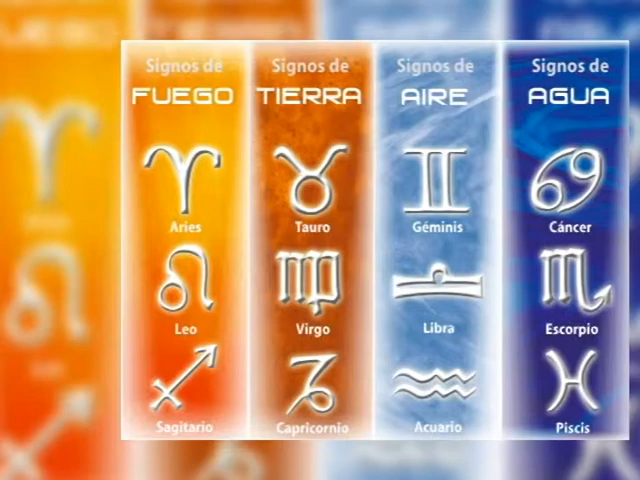 Signos de
FUEGO
Aries
Leo
Sagitario
Signos de
TIERRA
Tauro
Virgo
Capricornio
Signos de
AIRE
Géminis
Libra
Acuario
Signos de
AGUA
Cáncer
Escorpio
Piscis